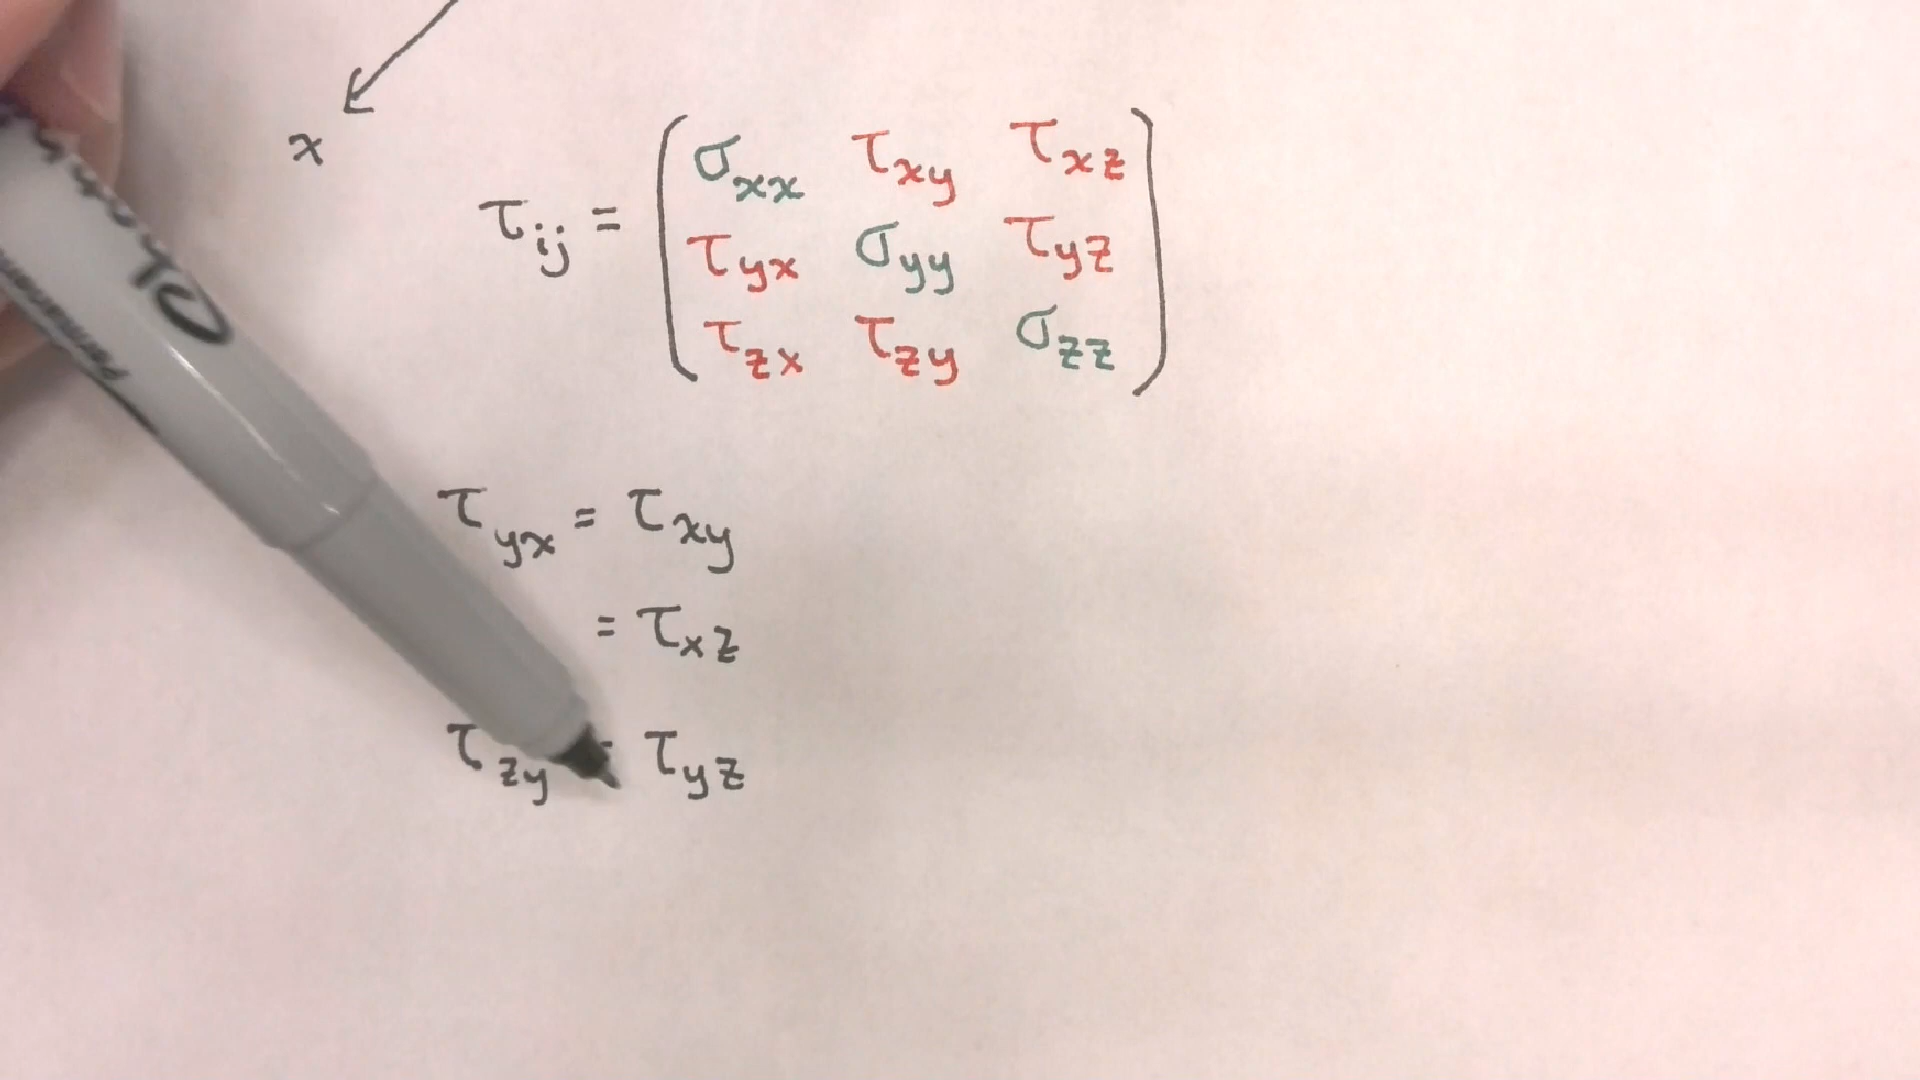 x
τij = ( σxx τxy τxz
τyx σyy τyz
τzx τzy σzz )
τyx = τxy
= τxz
τzy = τyz